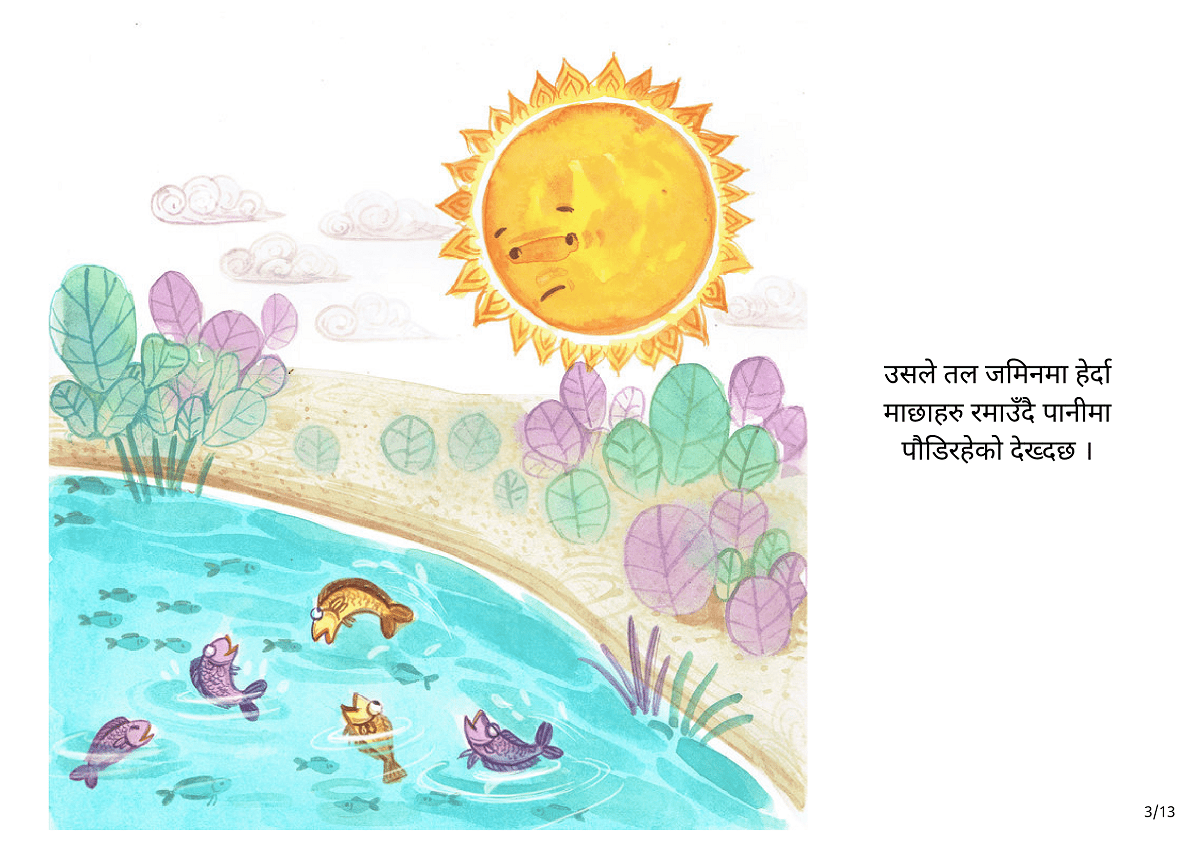 उसले तल जमिनमा हेर्दा
माछाहरु रमाउँदै पानीमा
पौडिरहेको देख्दछ ।
3/13